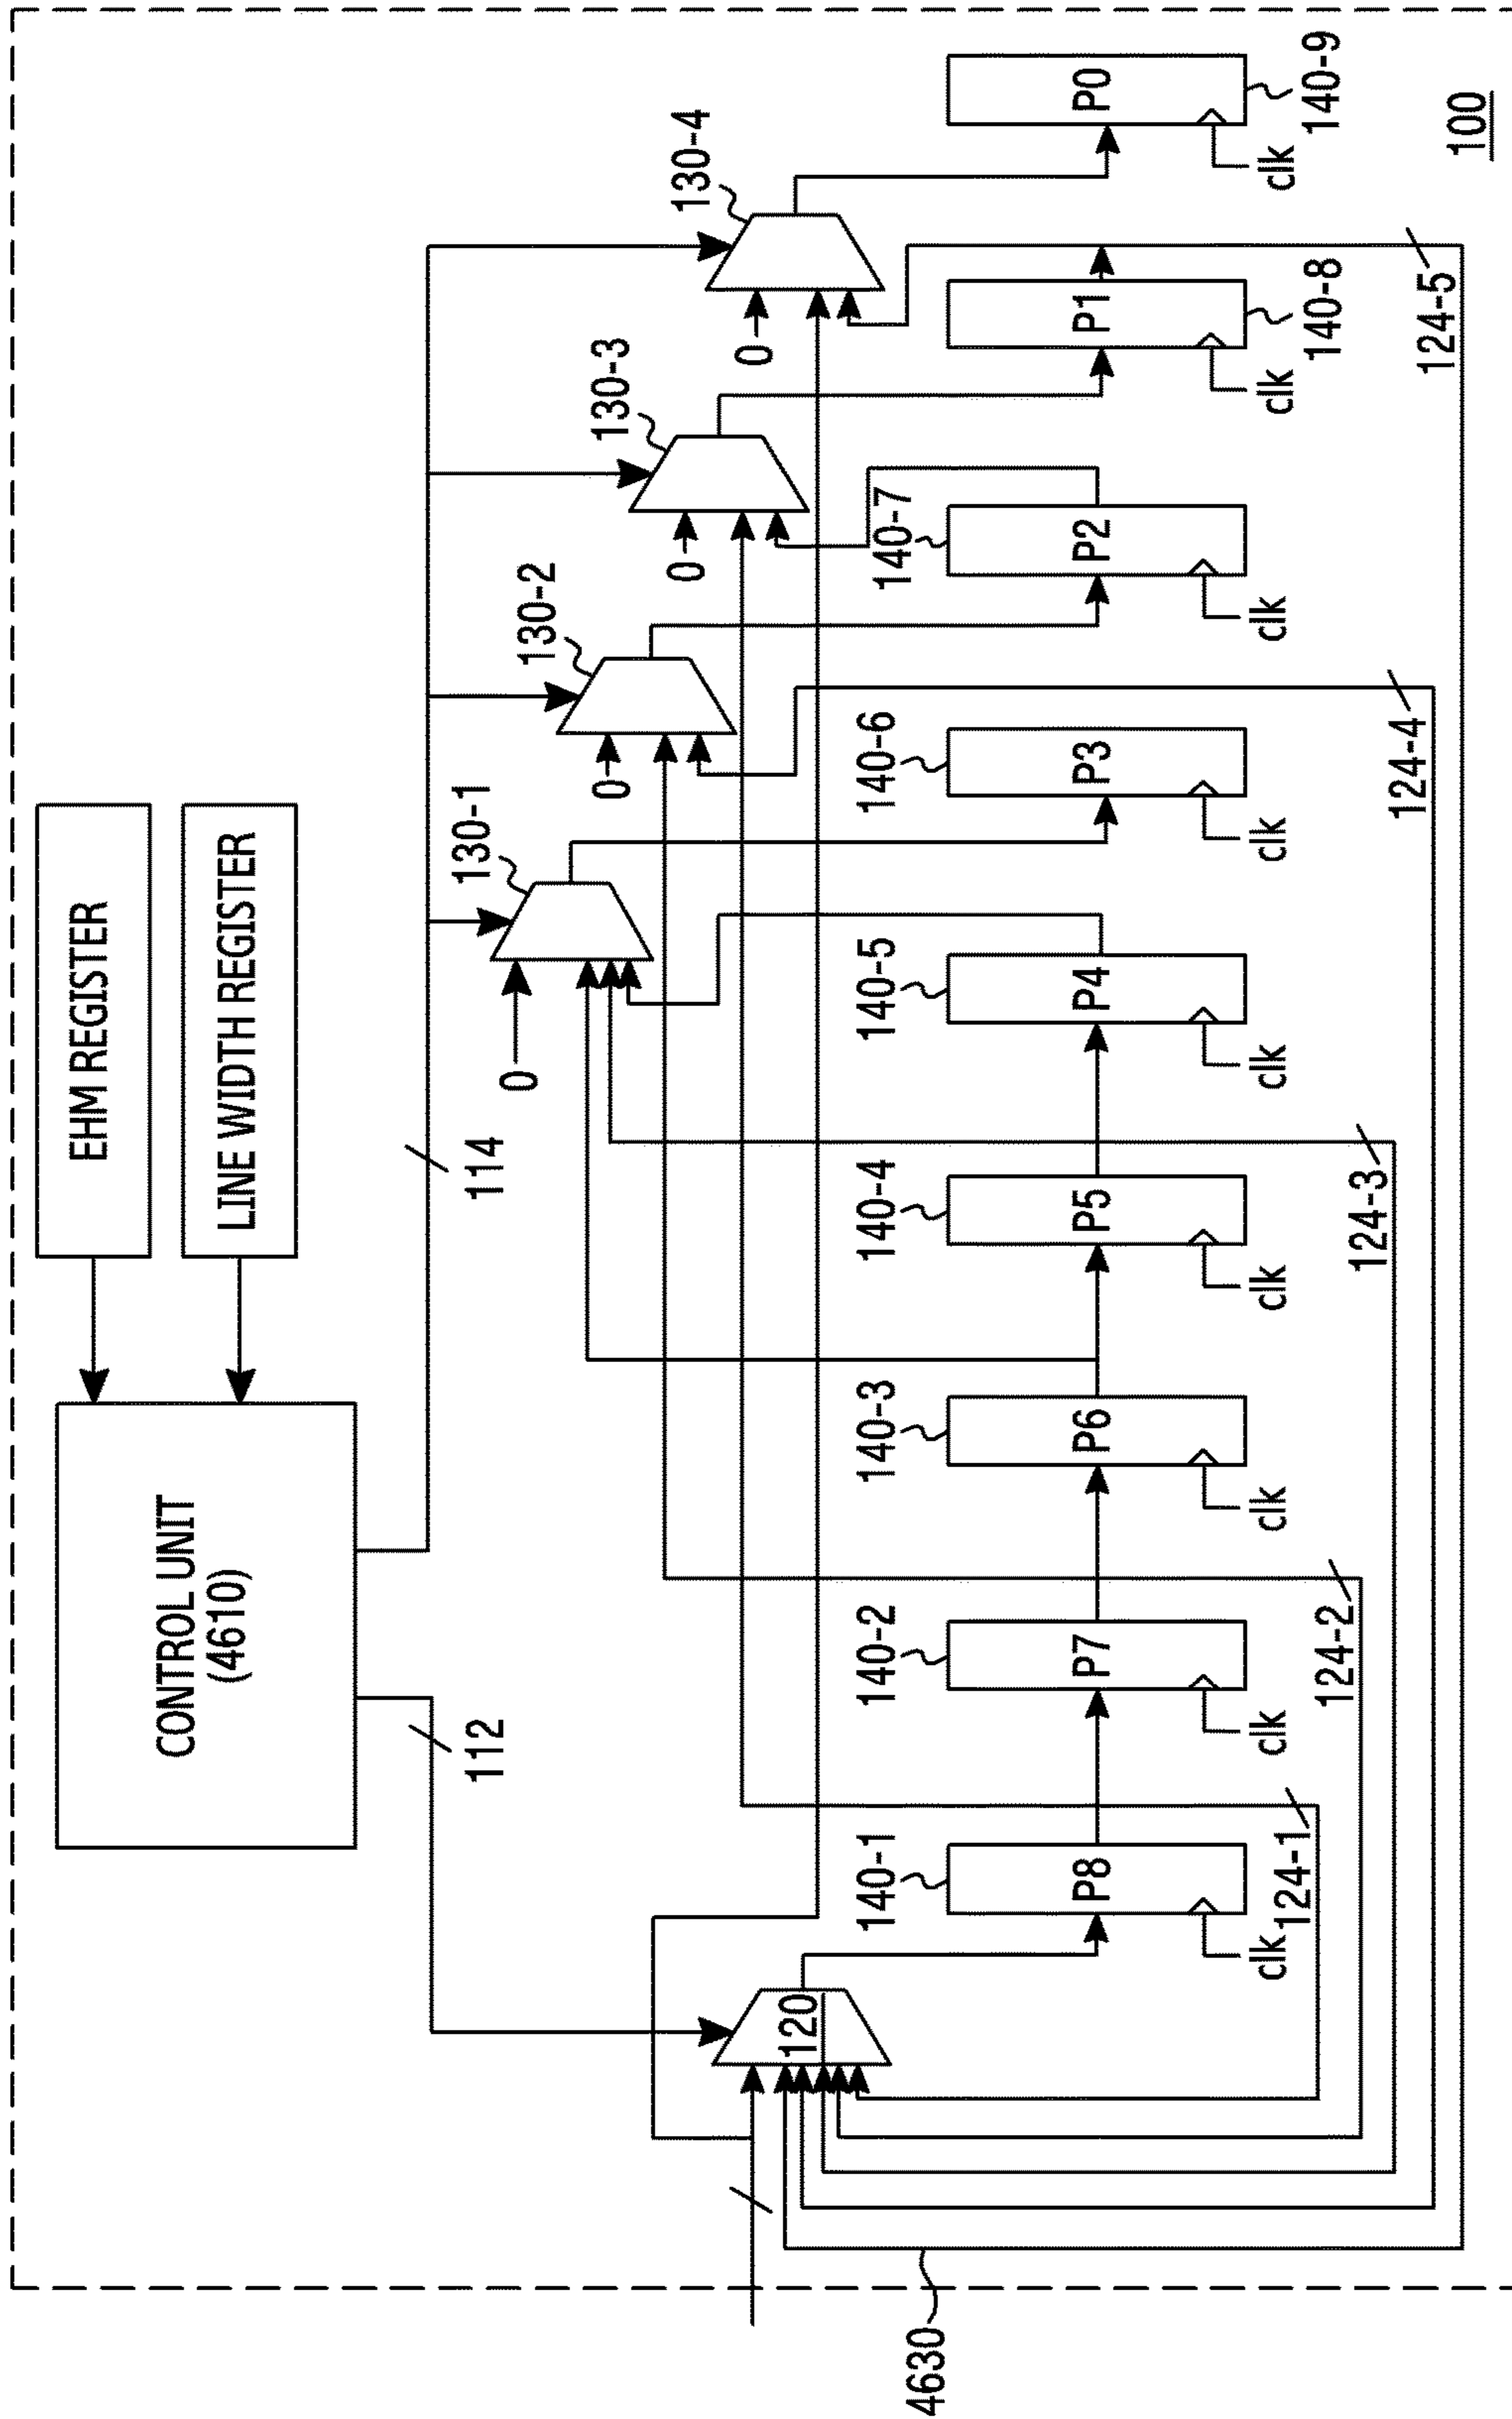 EHM REGISTER
LINE WIDTH REGISTER
CONTROL UNIT
(4610)
112
114
130-1
130-2
130-3
130-4
0
0
0
0
120
140-1
140-2
140-3
140-4
140-5
140-6
140-7
P8
P7
P6
P5
P4
P3
P2
P1
P0
140-8
140-9
clk
clk
clk
clk
clk
clk
clk
clk
clk
124-1
124-2
124-3
124-4
124-5
4630
100